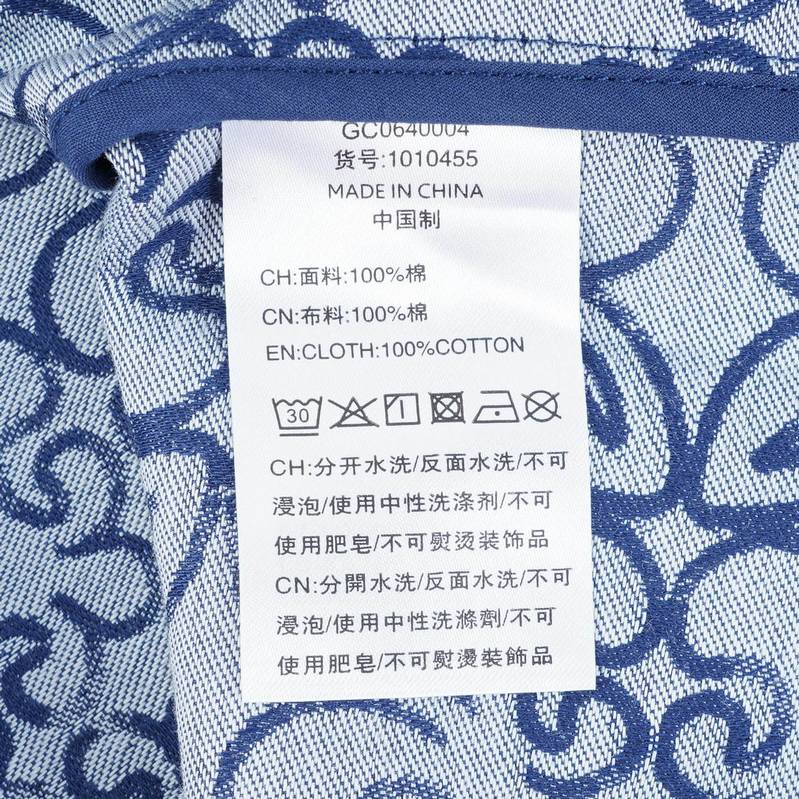 GC0640004
货号:1010455
MADE IN CHINA
中国制
CH:面料:100%棉
CN:布料:100%棉
EN:CLOTH:100%COTTON
30
CH:分开水洗/反面水洗/不可
浸泡/使用中性洗涤剂/不可
使用肥皂/不可熨烫装饰品
CN:分開水洗/反面水洗/不可
浸泡/使用中性洗滌劑/不可
使用肥皂/不可熨燙裝飾品